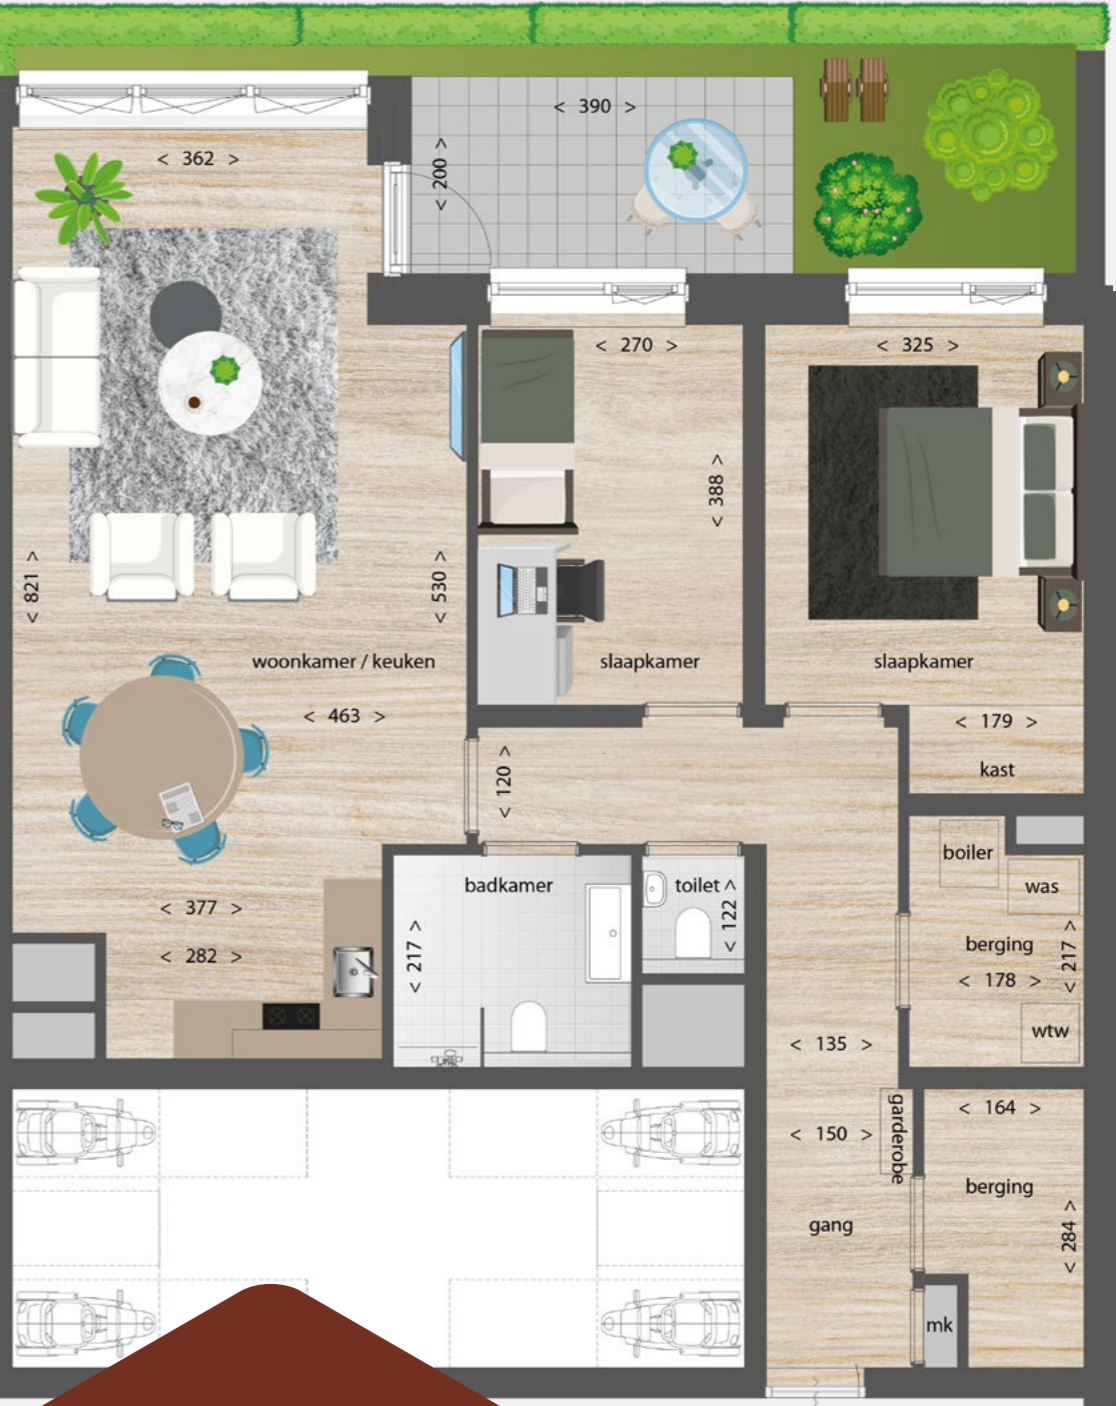 < 390 >
< 362 >
< 200 >
< 270 >
< 325 >
< 388 >
< 821 >
< 530 >
woonkamer / keuken
slaapkamer
slaapkamer
< 463 >
< 179 >
kast
< 120 >
boiler
badkamer
toilet
was
< 377 >
< 122 >
berging
< 282 >
< 217 >
< 178 >
< 217 >
wtw
< 135 >
< 164 >
< 150 >
garderobe
berging
gang
< 284 >
mk